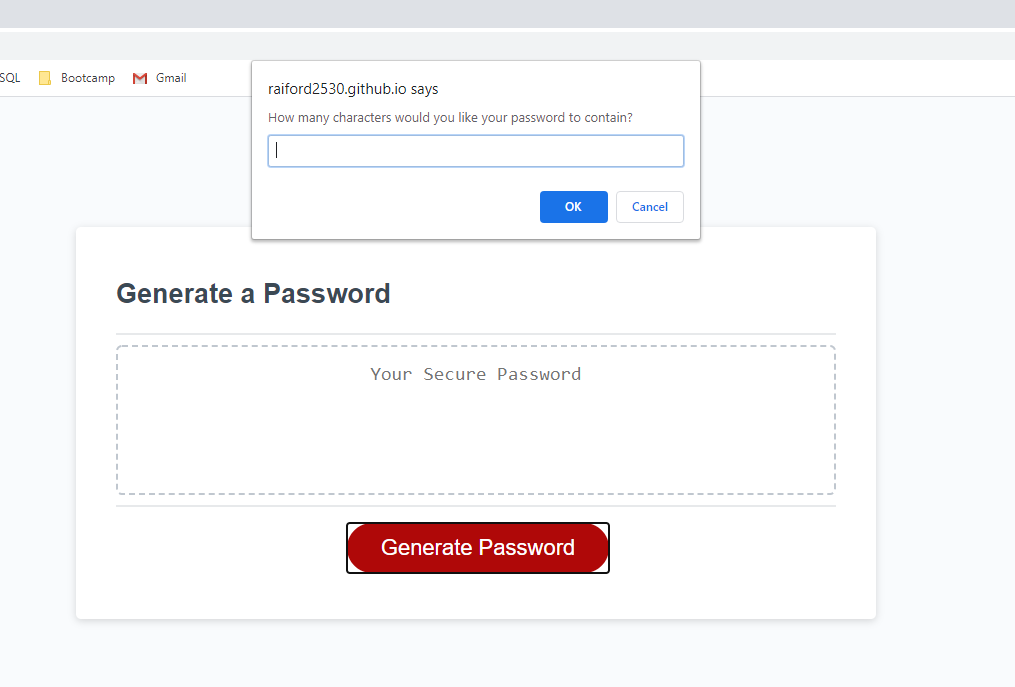 SQL Bootcamp Gmail
raiford2530.github.io says
How many characters would you like your password to contain?
OK Cancel
Generate a Password
Your Secure Password
Generate Password